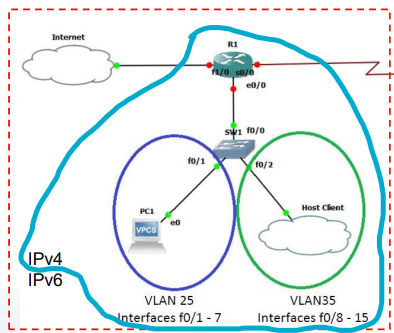 Internet
R1
f1/0 s0/0
e0/0
SW1 f0/0
f0/1 f0/2
PC1
VPCS
e0
Host Client
IPv4
IPv6
VLAN 25
Interfaces f0/1 - 7
VLAN35
Interfaces f0/8 - 15